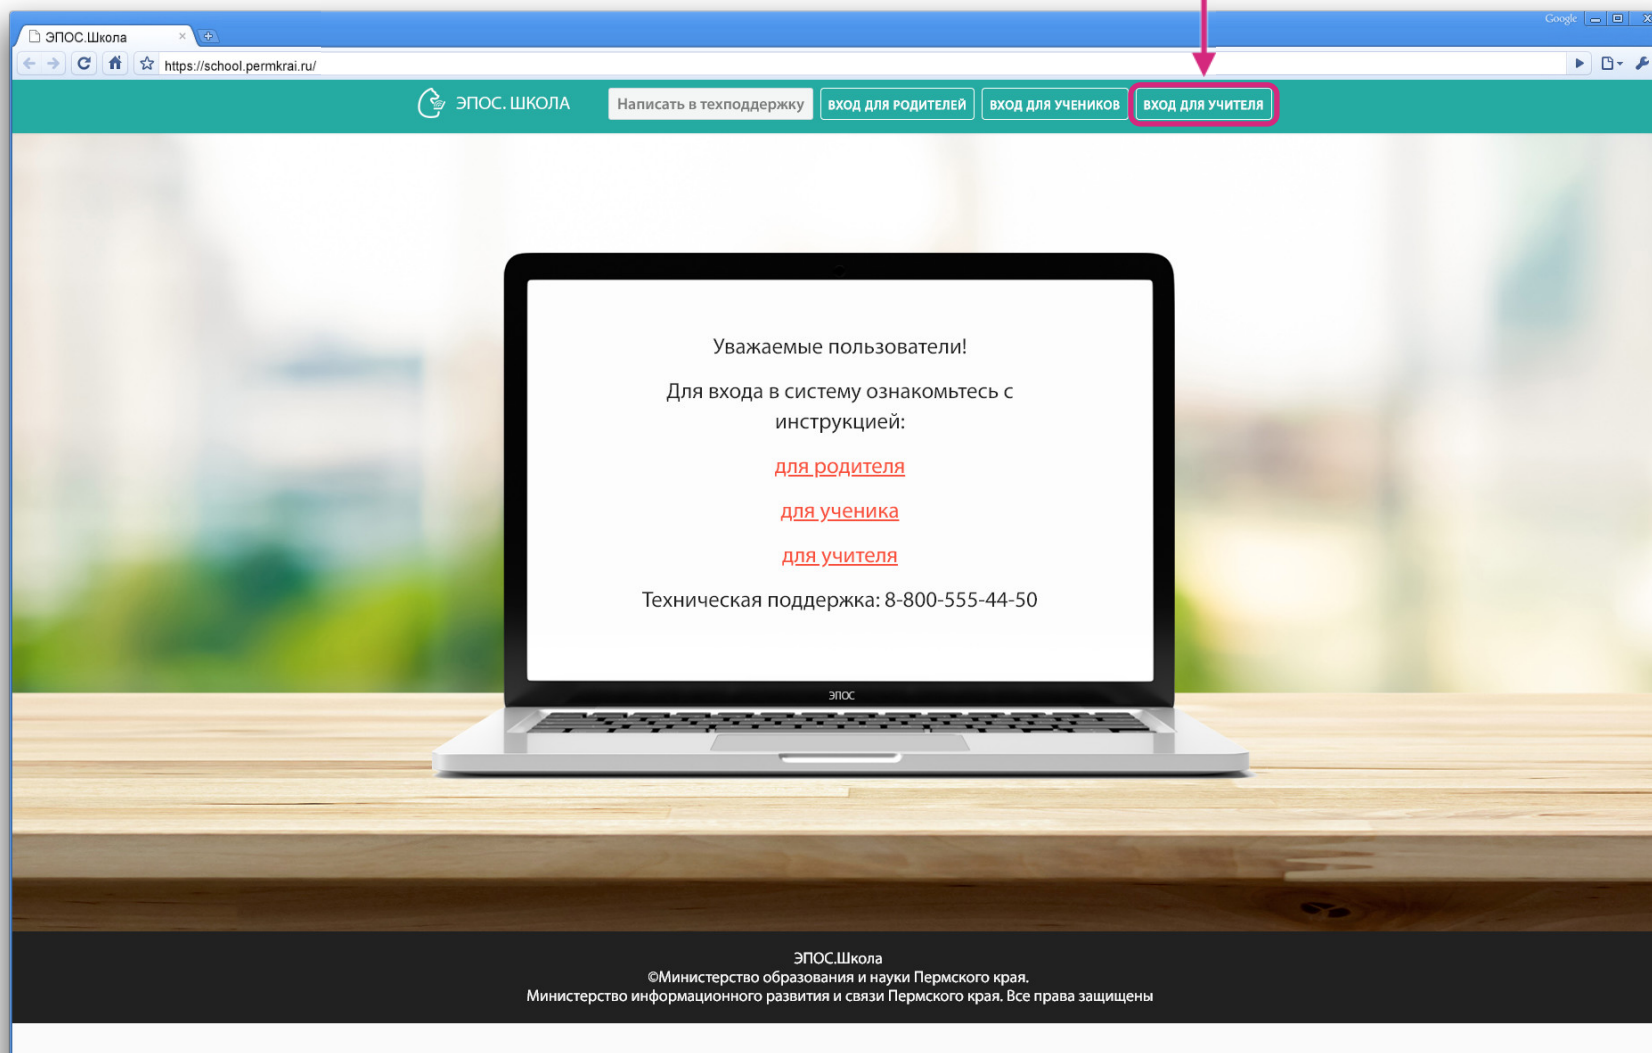 Google
ЭПОС.Школа
https://school.permkrai.ru/
ЭПОС. ШКОЛА
Написать в техподдержку
ВХОД ДЛЯ РОДИТЕЛЕЙ
ВХОД ДЛЯ УЧЕНИКОВ
ВХОД ДЛЯ УЧИТЕЛЯ
Уважаемые пользователи!
Для входа в систему ознакомьтесь с
инструкцией:
для родителя
для ученика
для учителя
Техническая поддержка: 8-800-555-44-50
ЭПОС
ЭПОС.Школа
©Министерство образования и науки Пермского края.
Министерство информационного развития и связи Пермского края. Все права защищены